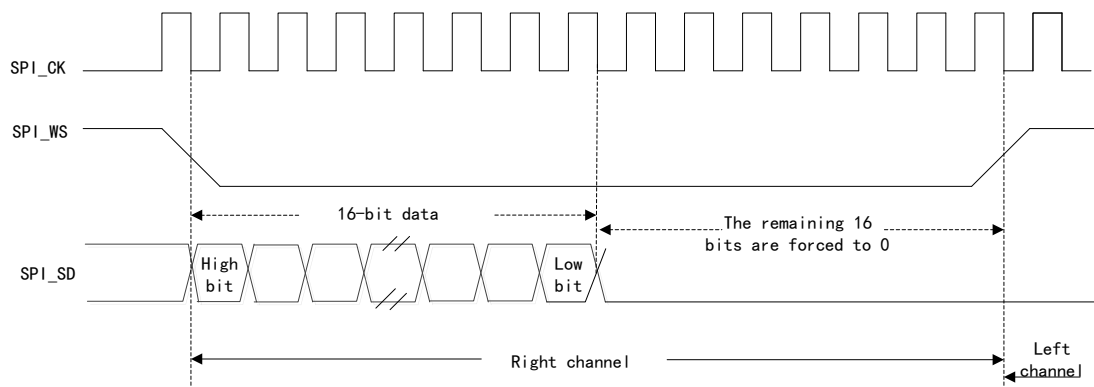 SPI_CK
SPI_WS
16-bit data
The remaining 16
bits are forced to 0
SPI_SD
High
bit
Low
bit
Right channel
Left
channel